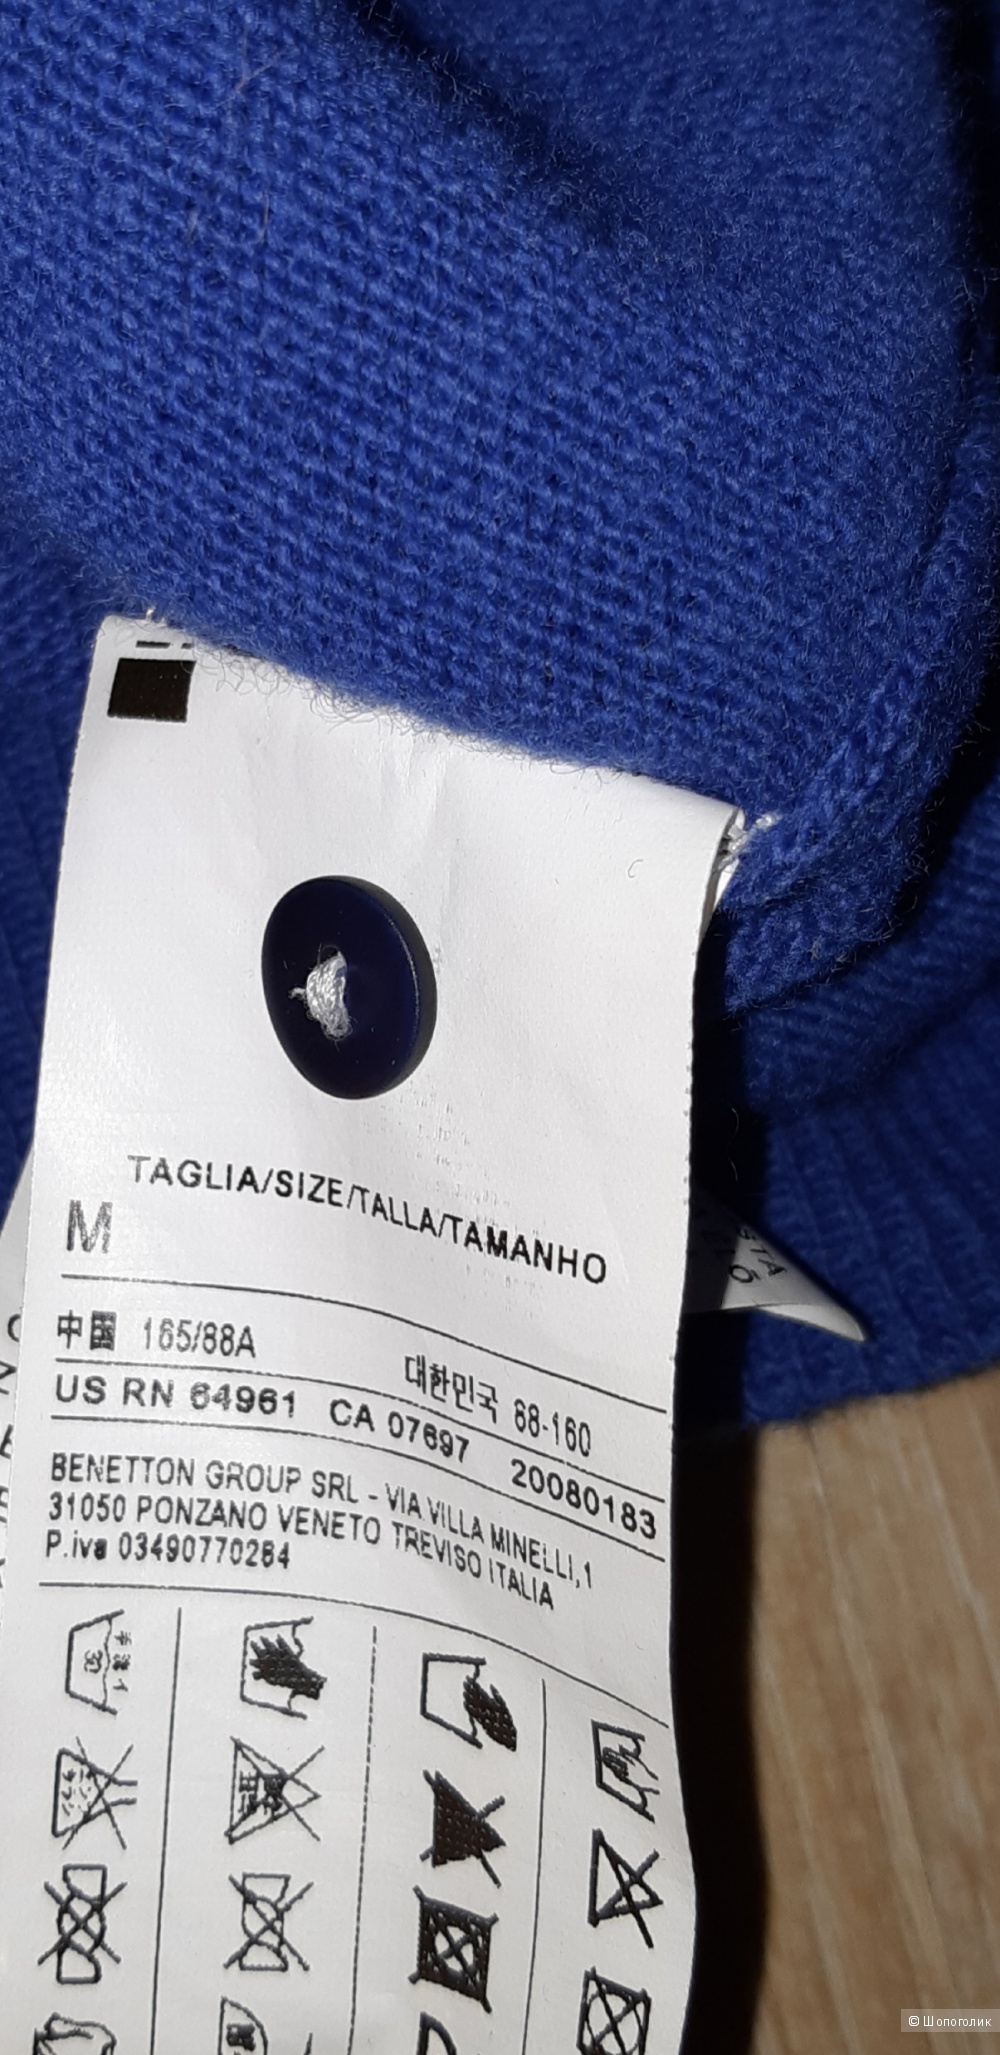 TAGLIA/SIZE/TALLA/TAMANHO
M
中国 165/88A 대한민국 88-160
US RN 64961 CA 07697 20080183
BENETTON GROUP SRL - VIA VILLA MINELLI,1
31050 PONZANO VENETO TREVISO ITALIA
P.iva 03490770264
© Шопоголик